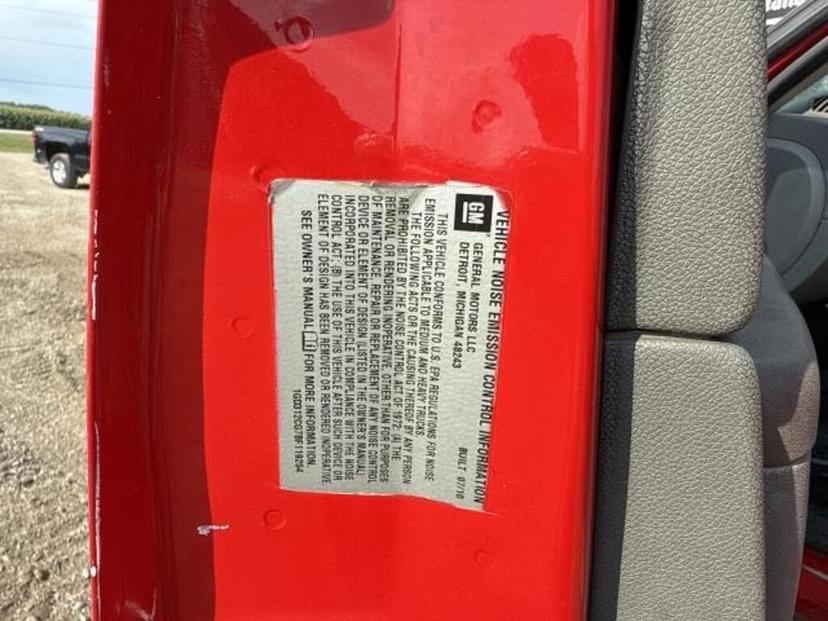 VEHICLE NOISE EMISSION CONTROL INFORMATION
GM
GENERAL MOTORS LLC
DETROIT, MICHIGAN 48243
BUILT 07/10
THIS VEHICLE CONFORMS TO U.S. EPA REGULATIONS FOR NOISE
EMISSION APPLICABLE TO MEDIUM AND HEAVY TRUCKS.
THE FOLLOWING ACTS OR THE CAUSING THEREOF BY ANY PERSON
ARE PROHIBITED BY THE NOISE CONTROL ACT OF 1972: (A) THE
REMOVAL OR RENDERING INOPERATIVE, OTHER THAN FOR PURPOSES
OF MAINTENANCE, REPAIR OR REPLACEMENT OF ANY NOISE CONTROL
DEVICE OR ELEMENT OF DESIGN (LISTED IN THE OWNER'S MANUAL)
INCORPORATED INTO THIS VEHICLE IN COMPLIANCE WITH THE NOISE
CONTROL ACT; (B) THE USE OF THIS VEHICLE AFTER SUCH DEVICE OR
ELEMENT OF DESIGN HAS BEEN REMOVED OR RENDERED INOPERATIVE.
1GD312CG7BF119254
SEE OWNER'S MANUAL FOR MORE INFORMATION.